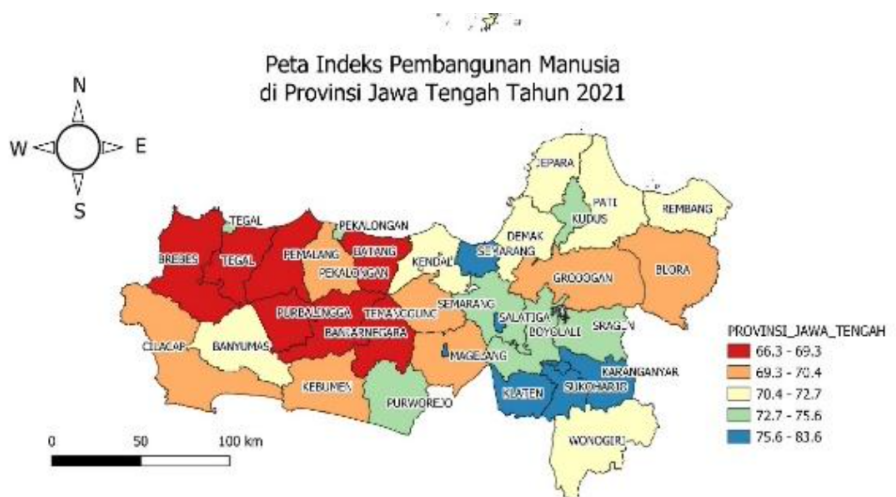 Peta Indeks Pembangunan Manusia
di Provinsi Jawa Tengah Tahun 2021
N
W
E
S
JEPARA
PATI
KUDUS
REMBANG
TEGAL
PEKALONGAN
DEMAK
SEMARANG
BREBES
TEGAL
PEMALANG
BATANG
KENDAL
PEKALONGAN
GROBOGAN
BLORA
PURBALINGGA
TEMANGGUNG
SEMARANG
SALATIGA
BANJARNEGARA
BOYOLALI
SRAGEN
CILACAP
BANYUMAS
MAGELANG
KARANGANYAR
KEBUMEN
PURWOREJO
KLATEN
SUKOHARJO
WONOGIRI
PROVINSI_JAWA_TENGAH
66.3 - 69.3
69.3 - 70.4
70.4 - 72.7
72.7 - 75.6
75.6 - 83.6
0 50 100 km